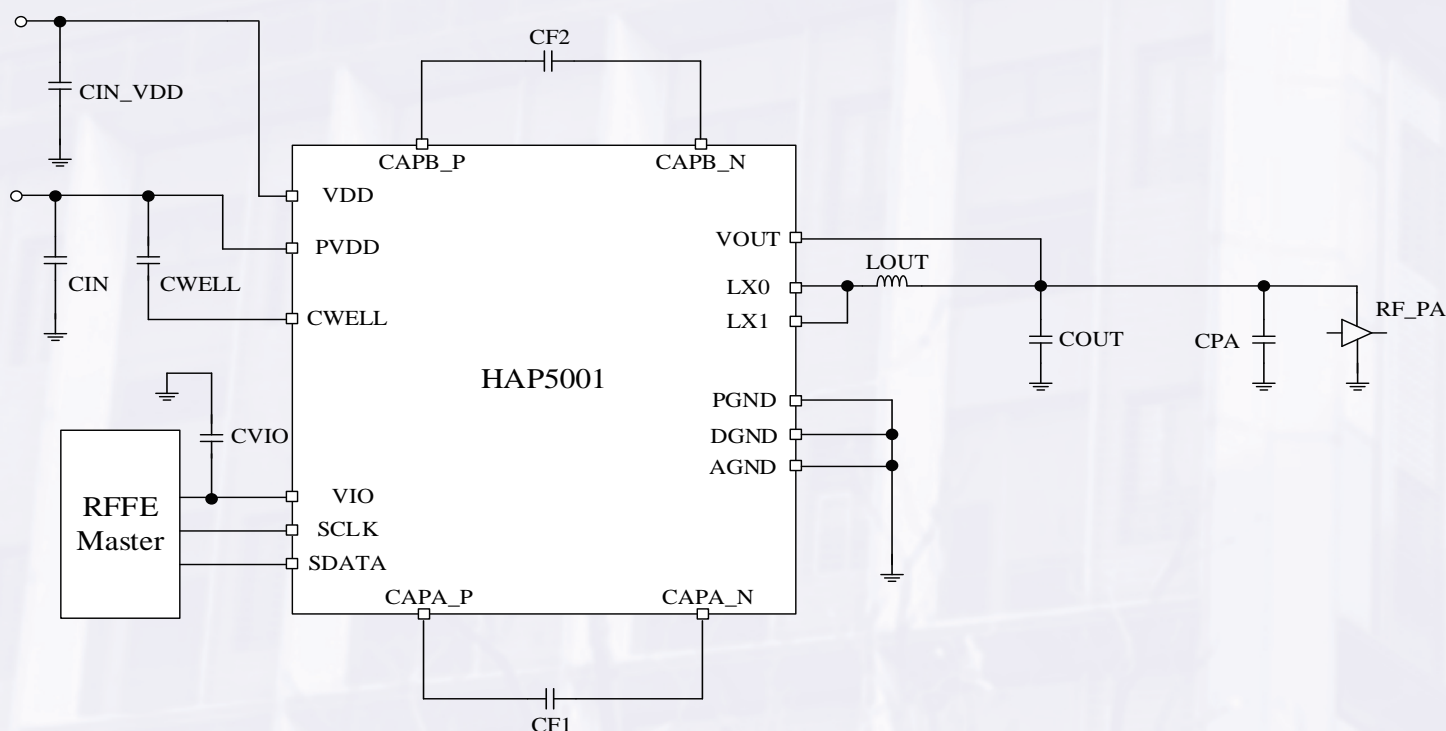 CF2
CIN_VDD
CAPB_P
CAPB_N
VDD
PVDD
VOUT
LOUT
CIN
CWELL
LX0
RF_PA
CWELL
LX1
COUT
CPA
HAP5001
PGND
CVIO
DGND
AGND
VIO
RFFE
Master
SCLK
SDATA
CAPA_P
CAPA_N
CF1